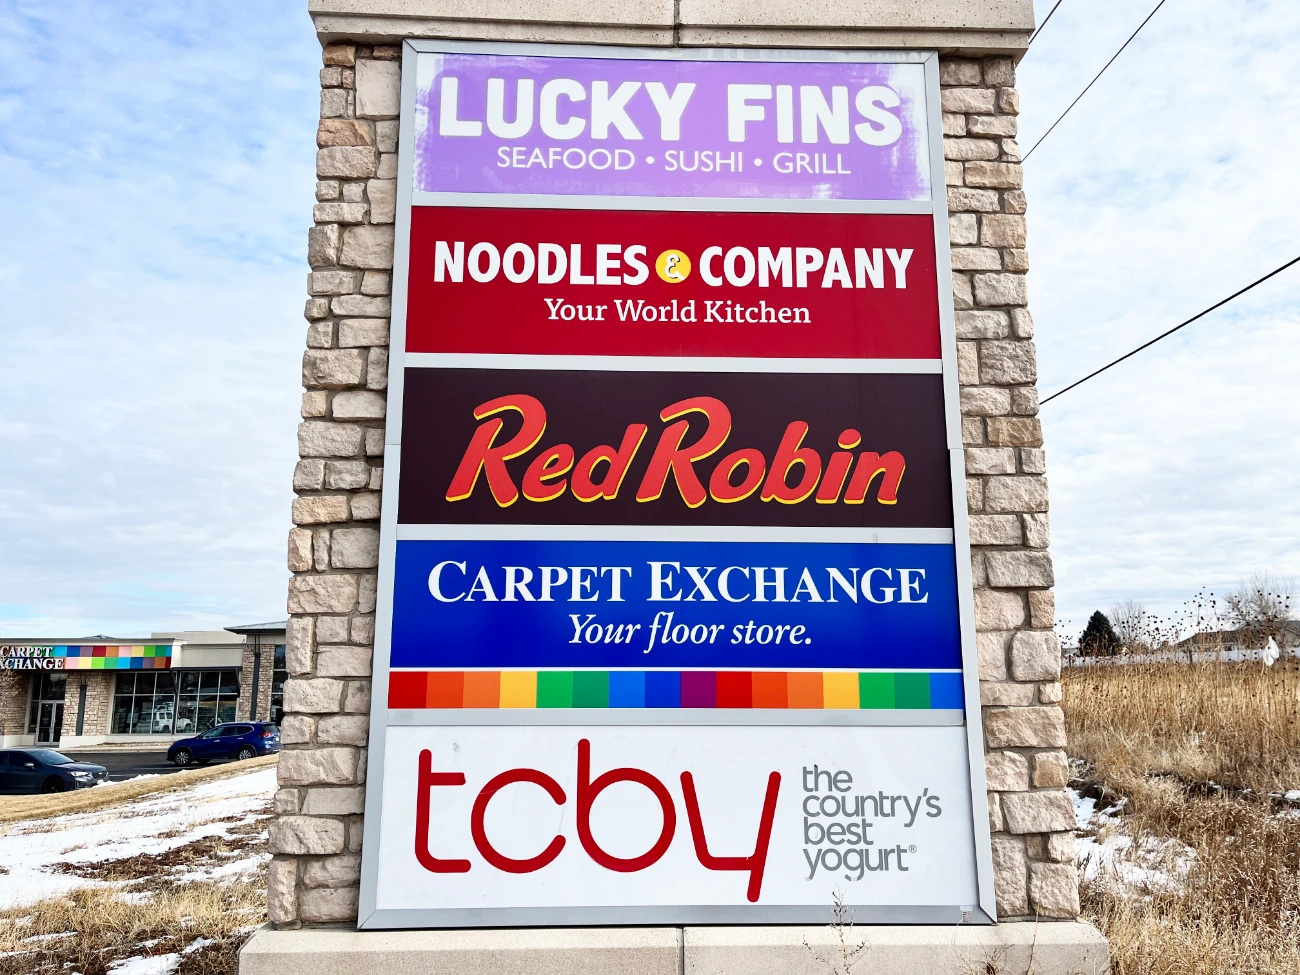 LUCKY FINS
SEAFOOD • SUSHI • GRILL
NOODLES & COMPANY
Your World Kitchen
Red Robin
CARPET EXCHANGE
Your floor store.
tcby
the
country's
best
yogurt®
CARPET
EXCHANGE